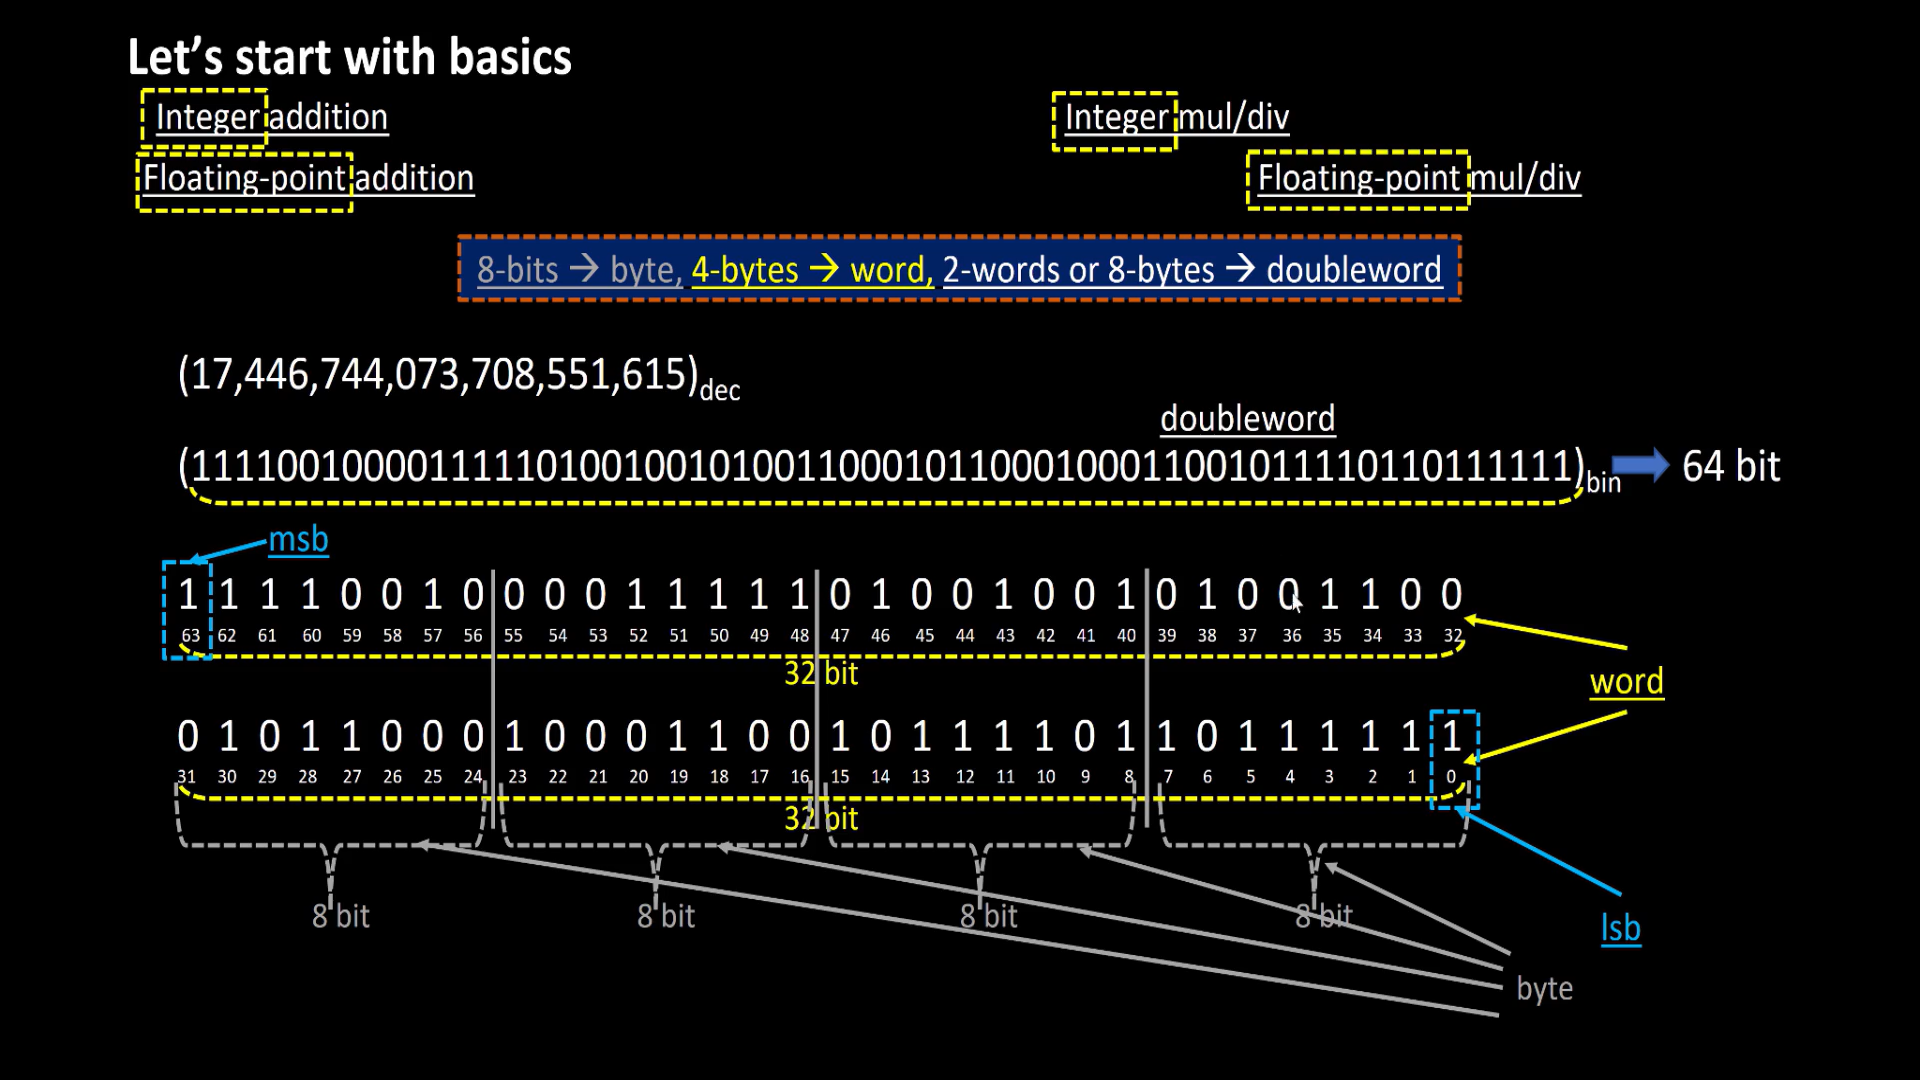 Let's start with basics
Integer addition
Integer mul/div
Floating-point addition
Floating-point mul/div
8-bits → byte, 4-bytes → word, 2-words or 8-bytes → doubleword
(17,446,744,073,708,551,615)dec
doubleword
(1111001000011111010010010100110001011000100011001011110110111111)bin
64 bit
msb
1 1 1 1 0 0 1 0 0 0 0 1 1 1 1 1 0 1 0 0 1 0 0 1 0 1 0 0 1 1 0 0
63 62 61 60 59 58 57 56 55 54 53 52 51 50 49 48 47 46 45 44 43 42 41 40 39 38 37 36 35 34 33 32
32 bit
word
0 1 0 1 1 0 0 0 1 0 0 0 1 1 0 0 1 0 1 1 1 1 0 1 1 0 1 1 1 1 1 1
31 30 29 28 27 26 25 24 23 22 21 20 19 18 17 16 15 14 13 12 11 10 9 8 7 6 5 4 3 2 1 0
32 bit
8 bit 8 bit 8 bit 8 bit
lsb
byte